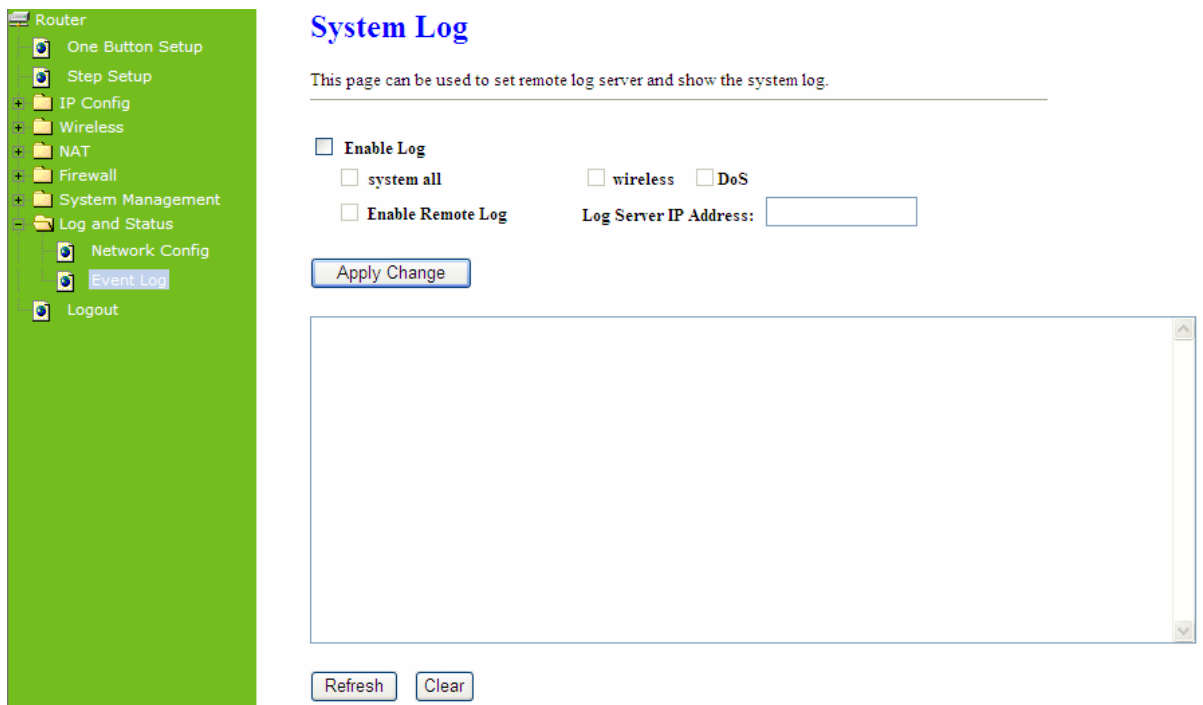 Router
One Button Setup
Step Setup
IP Config
Wireless
NAT
Firewall
System Management
Log and Status
Network Config
Event Log
Logout
System Log
This page can be used to set remote log server and show the system log.
Enable Log
system all wireless DoS
Enable Remote Log Log Server IP Address:
Apply Change
Refresh Clear